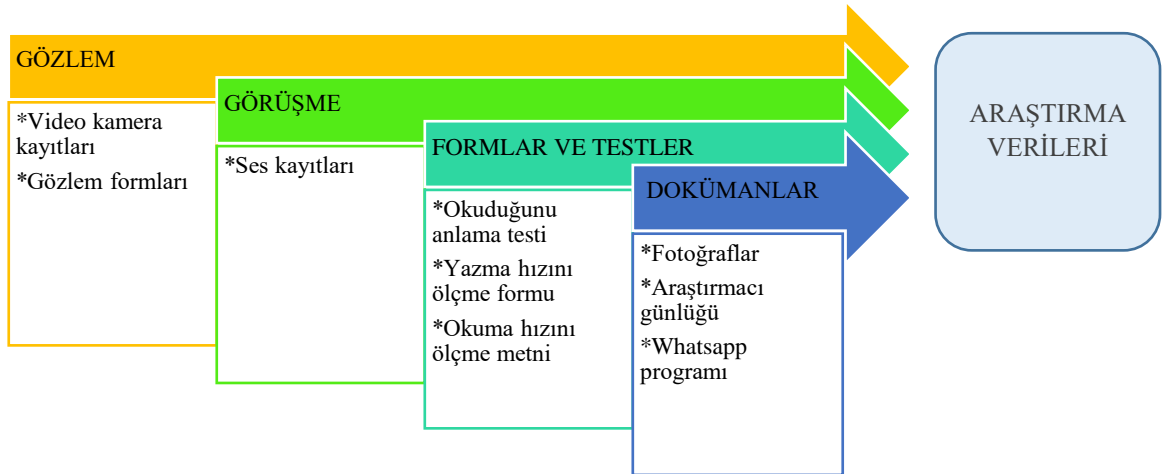 GÖZLEM
*Video kamera
kayıtları
*Gözlem formları
GÖRÜŞME
*Ses kayıtları
FORMLAR VE TESTLER
*Okuduğunu
anlama testi
*Yazma hızını
ölçme formu
*Okuma hızını
ölçme metni
DOKÜMANLAR
*Fotoğraflar
*Araştırmacı
günlüğü
*Whatsapp
programı
ARAŞTIRMA
VERİLERİ